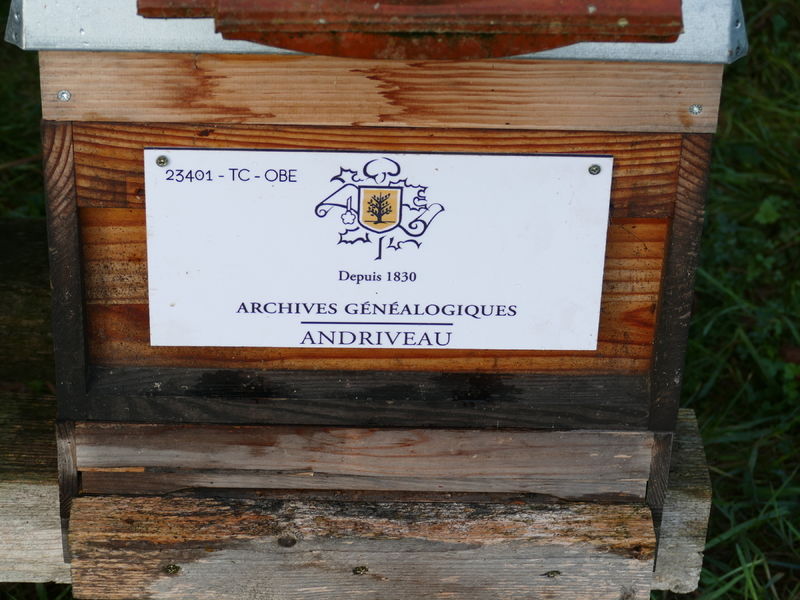 23401 - TC - OBE
Depuis 1830
ARCHIVES GÉNÉALOGIQUES
ANDRIVEAU